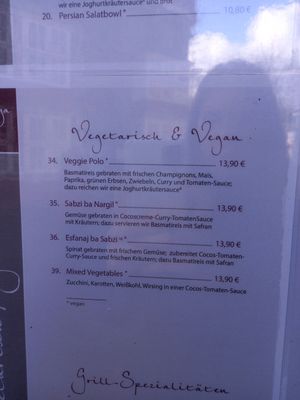 wir eine Joghurtkräutersauce* und Brot
20. Persian Salatbowl * 10,80 €
Vegetarisch & Vegan
34. Veggie Polo * 13,90 €
Basmatireis gebraten mit frischen Champignons, Mais,
Paprika, grünen Erbsen, Zwiebeln, Curry und Tomaten-Sauce;
dazu reichen wir eine Joghurtkräutersauce*
35. Sabzi ba Nargil * 13,90 €
Gemüse gebraten in Cocoscreme-Curry-TomatenSauce
mit Kräutern; dazu servieren wir Basmatireis mit Safran
36. Esfanaj ba Sabzi 13,90 €
Spinat gebraten mit frischem Gemüse; zubereitet Cocos-Tomaten-
Curry-Sauce und frischen Kräutern; dazu Basmatireis mit Safran
39. Mixed Vegetables * 13,90 €
Zucchini, Karotten, Weißkohl, Wirsing in einer Cocos-Tomaten-Sauce
* vegan
Grill-Spezialitäten